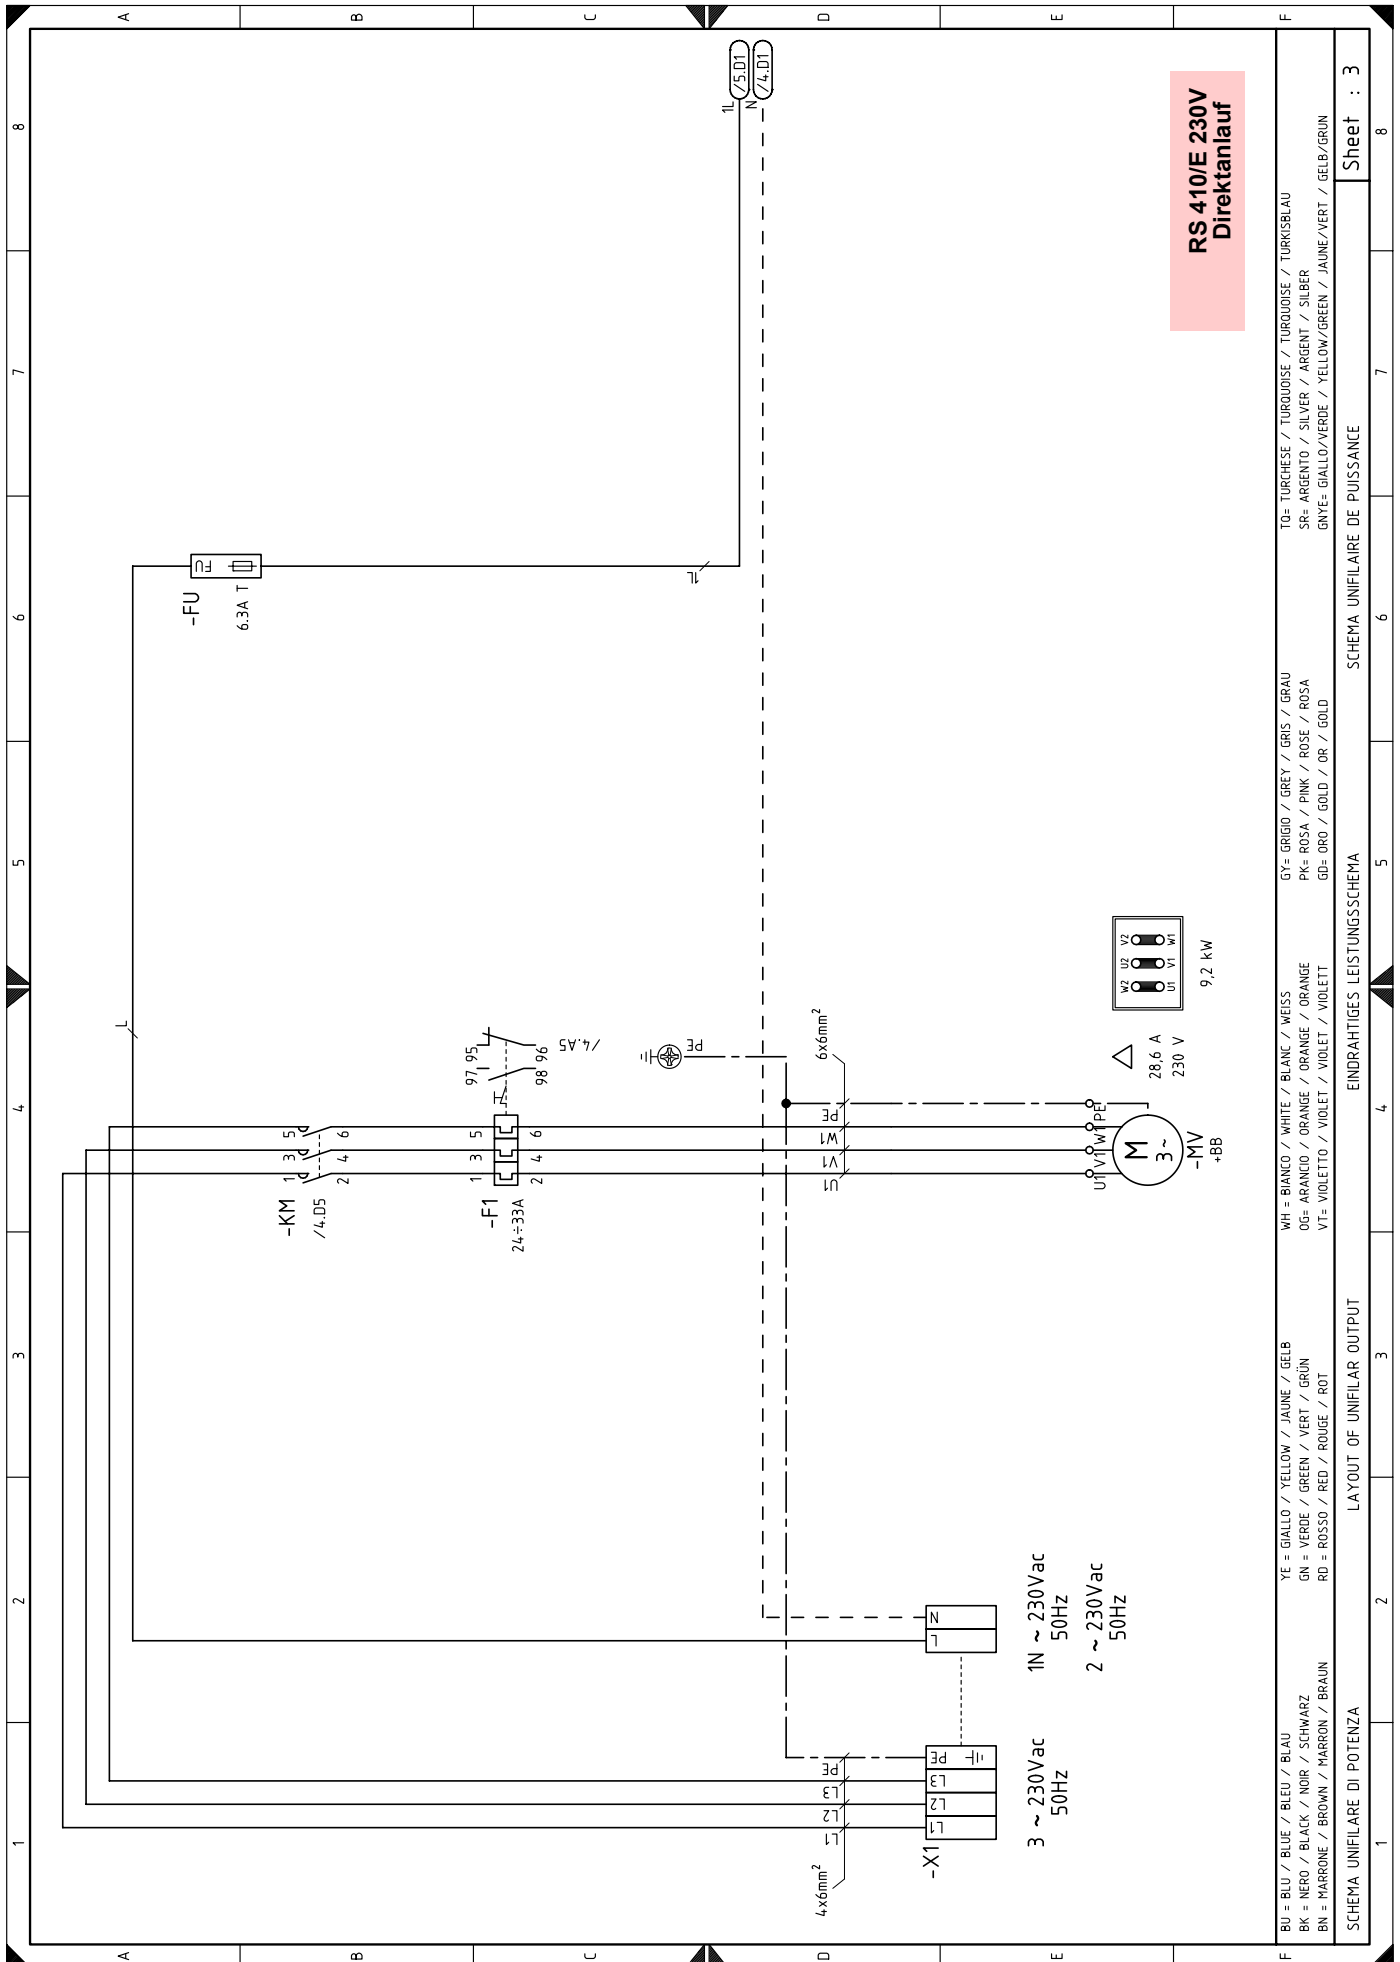 1 2 3 4 5 6 7 8
A
B
C
D
E
F
A
B
C
D
E
F
L
-FU
FU
6.3A T
1L
1L
/5.D1
N
/4.D1
-KM
/4.D5
1 3 5
2 4 6
-F1
24÷33A
1 3 5
2 4 6
97 95
98 96
/4.A5
PE
4x6mm²
L1 L2 L3 PE
6x6mm²
U1 V1 W1 PE
-X1
L1 L2 L3 PE
L N
3 ~ 230Vac
50Hz
1N ~ 230Vac
50Hz
2 ~ 230Vac
50Hz
U1 V1 W1 PE
M
3~
-MV
+BB
28,6 A
230 V
W2 U2 V2
U1 V1 W1
9,2 kW
RS 410/E 230V
Direktanlauf
BU = BLU / BLUE / BLEU / BLAU
BK = NERO / BLACK / NOIR / SCHWARZ
BN = MARRONE / BROWN / MARRON / BRAUN
YE = GIALLO / YELLOW / JAUNE / GELB
GN = VERDE / GREEN / VERT / GRÜN
RD = ROSSO / RED / ROUGE / ROT
WH = BIANCO / WHITE / BLANC / WEISS
OG= ARANCIO / ORANGE / ORANGE / ORANGE
VT= VIOLETTO / VIOLET / VIOLET / VIOLETT
GY= GRIGIO / GREY / GRIS / GRAU
PK= ROSA / PINK / ROSE / ROSA
GD= ORO / GOLD / OR / GOLD
TQ= TURCHESE / TURQUOISE / TURQUOISE / TURKISBLAU
SR= ARGENTO / SILVER / ARGENT / SILBER
GNYE= GIALLO/VERDE / YELLOW/GREEN / JAUNE/VERT / GELB/GRUN
SCHEMA UNIFILARE DI POTENZA
LAYOUT OF UNIFILAR OUTPUT
EINDRAHTIGES LEISTUNGSSCHEMA
SCHEMA UNIFILAIRE DE PUISSANCE
Sheet : 3
1 2 3 4 5 6 7 8